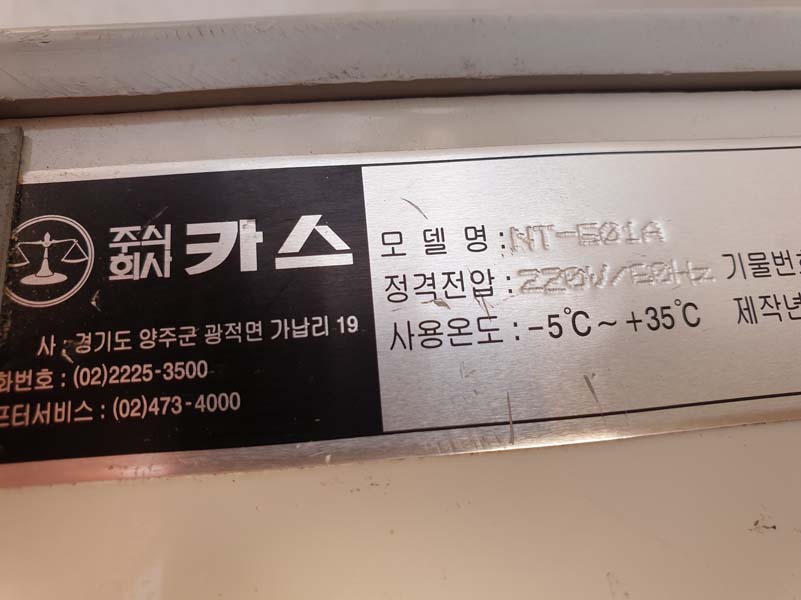 주식
회사 카스
사 : 경기도 양주군 광적면 가납리 19
화번호 : (02)2225-3500
프터서비스 : (02)473-4000
모 델 명 : NT-501A
정격전압 : 220V/60Hz
사용온도 : -5℃ ~ +35℃
기물번호
제작년